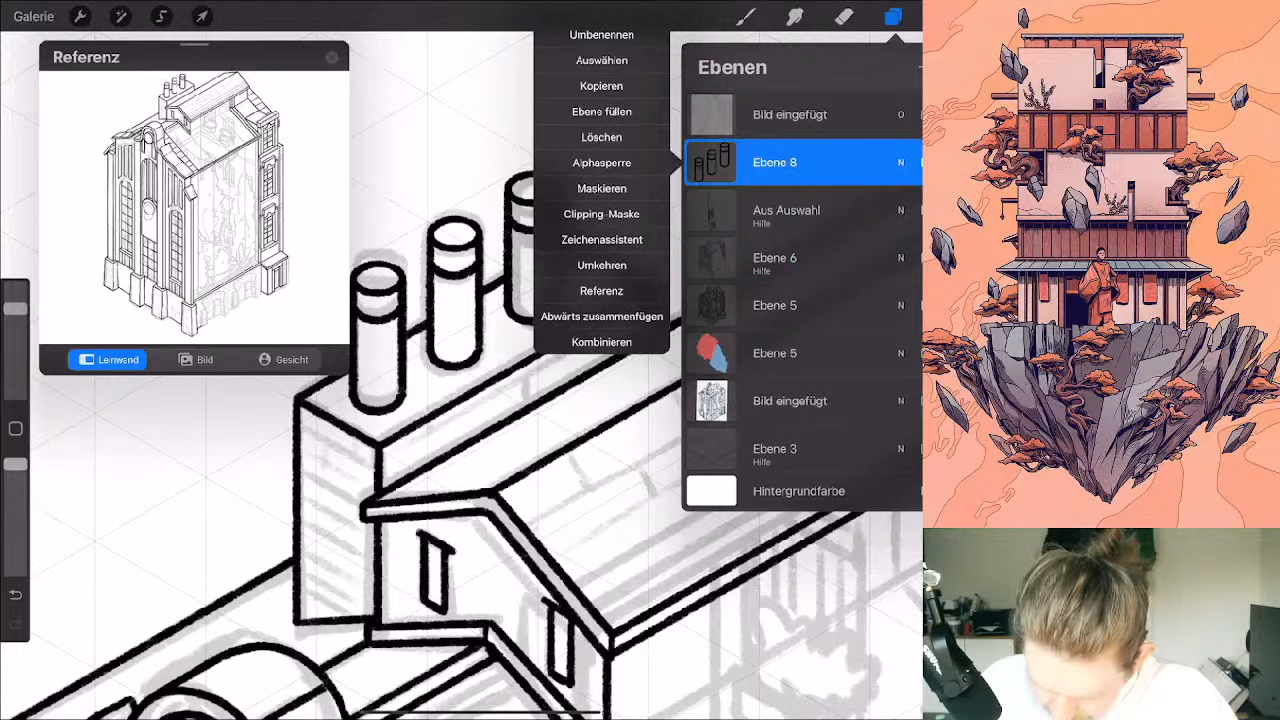 Galerie
Referenz
Leinwand
Bild
Gesicht
Umbenennen
Auswählen
Kopieren
Ebene füllen
Löschen
Alphasperre
Maskieren
Clipping-Maske
Zeichenassistent
Umkehren
Referenz
Abwärts zusammenfügen
Kombinieren
Ebenen
Bild eingefügt O
Ebene 8 N
Aus Auswahl N
Hilfe
Ebene 6 N
Hilfe
Ebene 5 N
Ebene 5 N
Bild eingefügt N
Ebene 3 N
Hilfe
Hintergrundfarbe